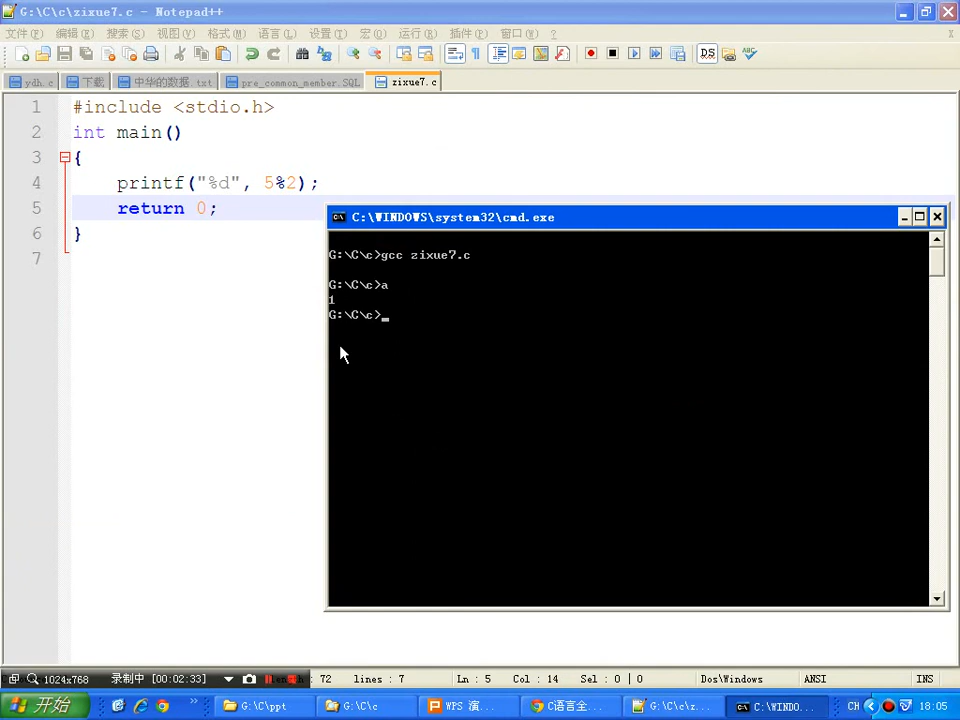 G:\C\c\zixue7.c - Notepad++
文件(F) 编辑(E) 搜索(S) 视图(V) 格式(M) 语言(L) 设置(T) 宏(O) 运行(R) 插件(P) 窗口(W) ? X
ydh.c 下载 中华的数据.txt pre_common_member.SQL zixue7.c
1 #include <stdio.h>
2 int main()
3 {
4 printf("%d", 5%2);
5 return 0;
6 }
7
C:\WINDOWS\system32\cmd.exe
G:\C\c>gcc zixue7.c
G:\C\c>a
1
G:\C\c>_
1024x768 录制中 [00:02:33] 72 lines : 7 Ln : 5 Col : 14 Sel : 0 | 0 Dos\Windows ANSI INS
开始 G:\C\ppt G:\C\c WPS 演... C语言全... G:\C\c\z... C:\WINDO... CH 18:05